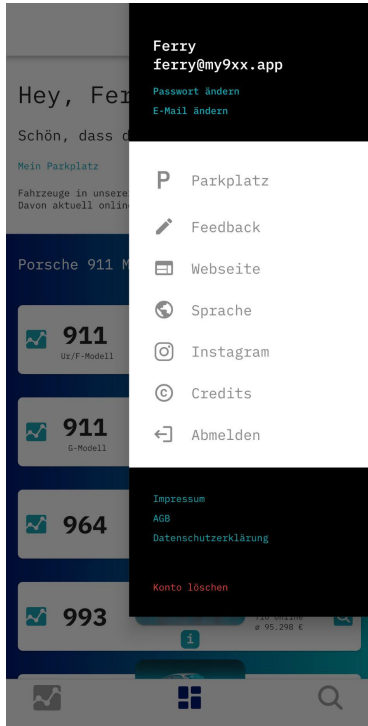 Ferry
ferry@my9xx.app
Passwort ändern
E-Mail ändern
Hey, Fer
Schön, dass d
Mein Parkplatz
Fahrzeuge in unsere
Davon aktuell onlin
Porsche 911 M
911
Ur/F-Modell
911
G-Modell
964
993
P Parkplatz
Feedback
Webseite
Sprache
Instagram
© Credits
Abmelden
Impressum
AGB
Datenschutzerklärung
Konto löschen
710 online
ø 95.298 €
i